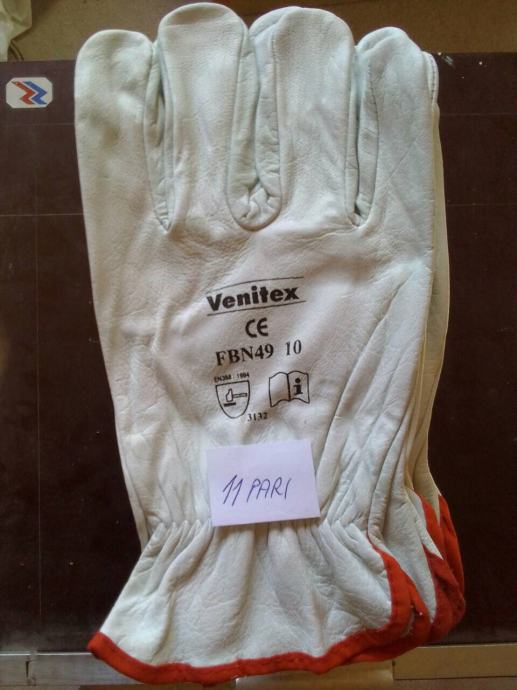 Venitex
CE
FBN49 10
EN388 : 1994
i
3132
11 PARI